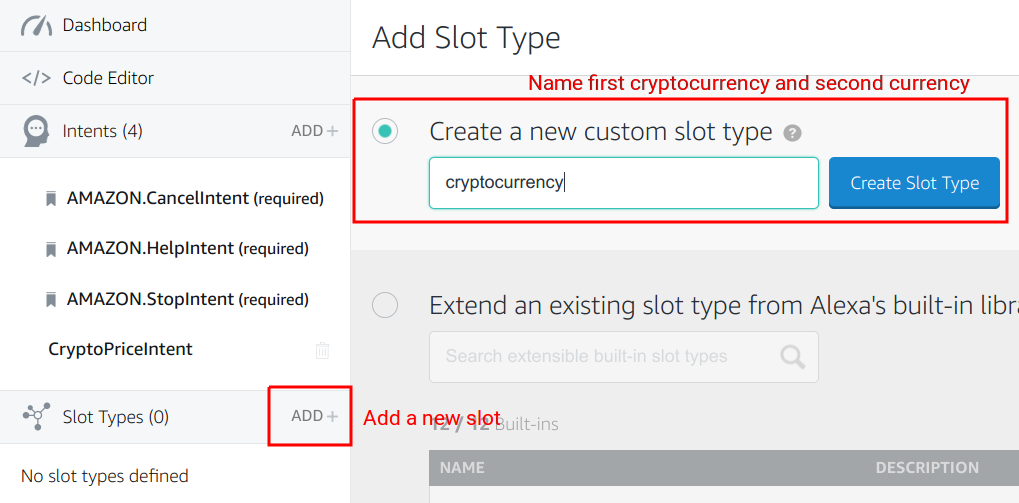 Dashboard
Code Editor
Intents (4) ADD +
AMAZON.CancelIntent (required)
AMAZON.HelpIntent (required)
AMAZON.StopIntent (required)
CryptoPriceIntent
Slot Types (0) ADD +
No slot types defined
Add Slot Type
Name first cryptocurrency and second currency
Create a new custom slot type ?
cryptocurrency
Create Slot Type
Extend an existing slot type from Alexa's built-in libra
Search extensible built-in slot types
Add a new slot
12 / 12 Built-ins
NAME DESCRIPTION